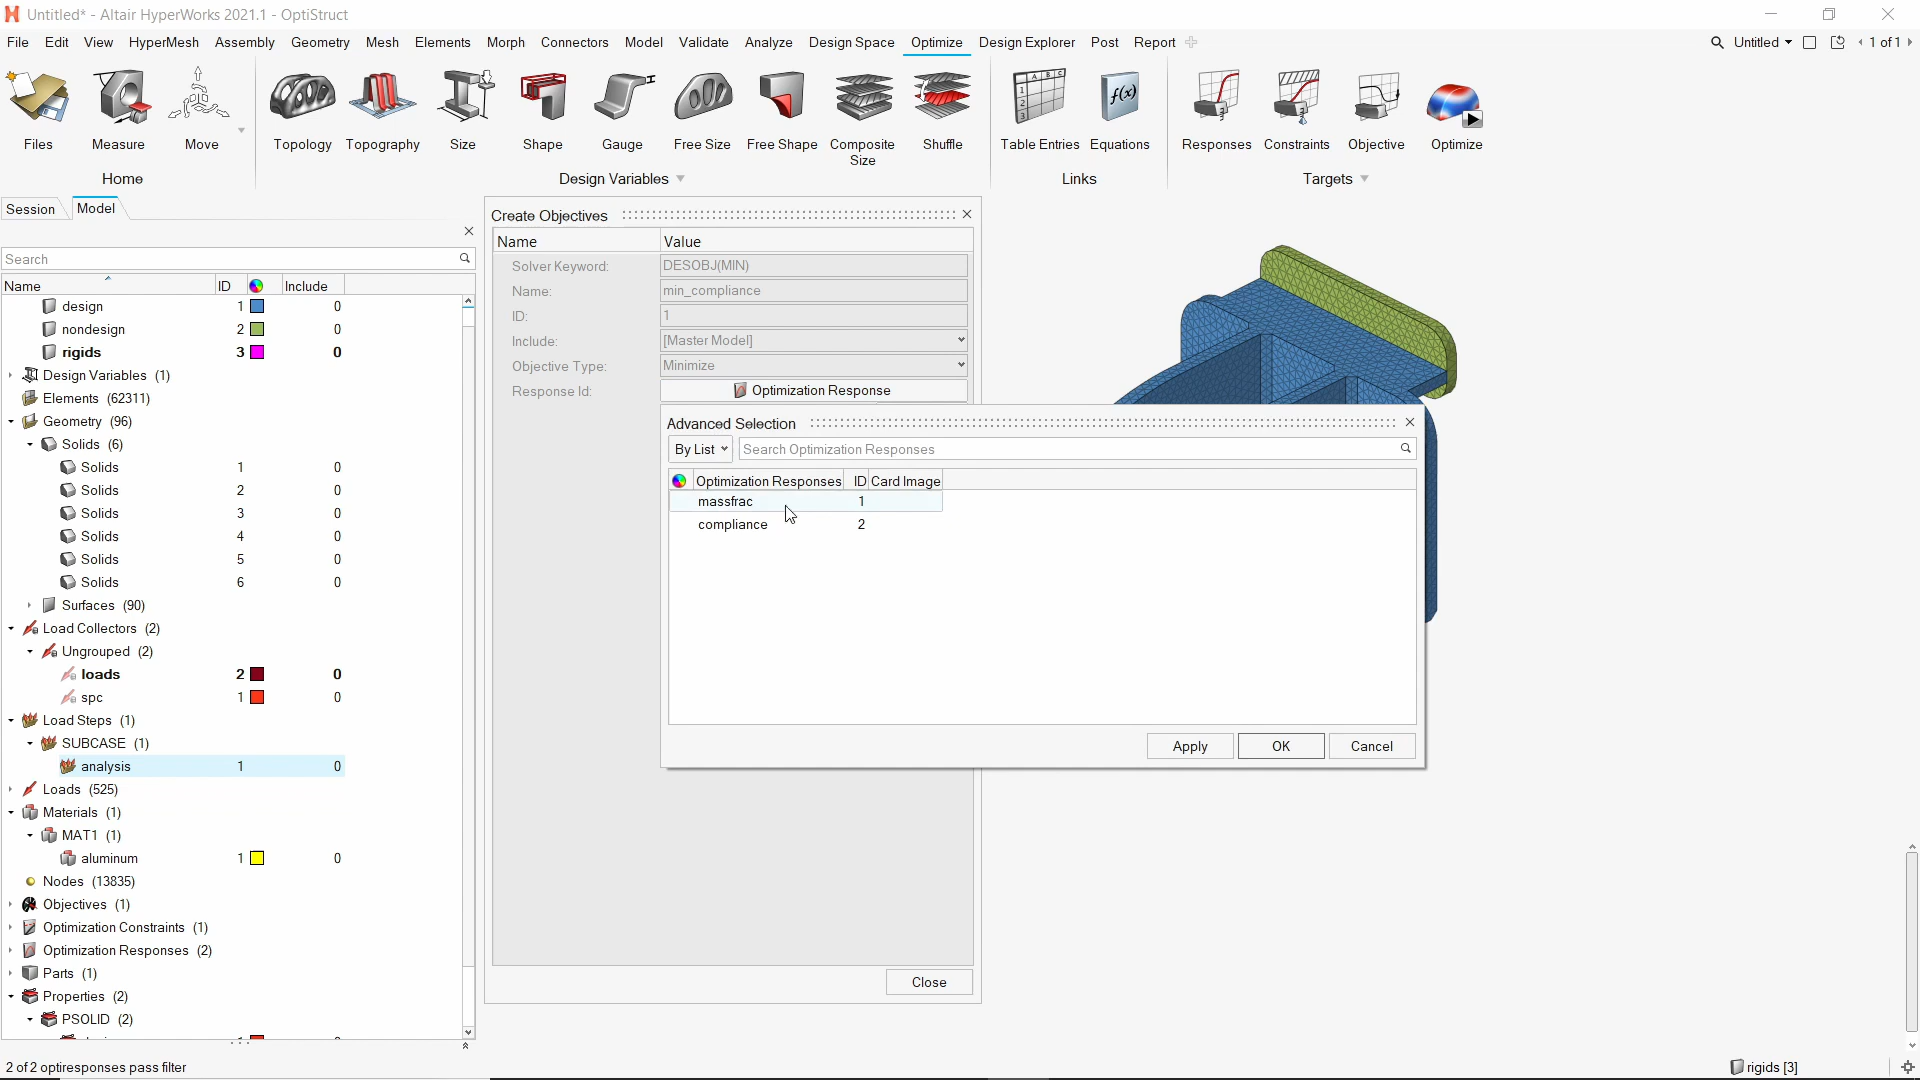 Untitled* - Altair HyperWorks 2021.1 - OptiStruct
File Edit View HyperMesh Assembly Geometry Mesh Elements Morph Connectors Model Validate Analyze Design Space Optimize Design Explorer Post Report
Untitled
1 of 1
Files Measure Move
Topology Topography Size Shape Gauge Free Size Free Shape Composite Size Shuffle
Table Entries Equations
Responses Constraints Objective Optimize
Home
Design Variables
Links
Targets
Session Model
Search
Name ID Include
design 1 0
nondesign 2 0
rigids 3 0
Design Variables (1)
Elements (62311)
Geometry (96)
Solids (6)
Solids 1 0
Solids 2 0
Solids 3 0
Solids 4 0
Solids 5 0
Solids 6 0
Surfaces (90)
Load Collectors (2)
Ungrouped (2)
loads 2 0
spc 1 0
Load Steps (1)
SUBCASE (1)
analysis 1 0
Loads (525)
Materials (1)
MAT1 (1)
aluminum 1 0
Nodes (13835)
Objectives (1)
Optimization Constraints (1)
Optimization Responses (2)
Parts (1)
Properties (2)
PSOLID (2)
Create Objectives
Name Value
Solver Keyword: DESOBJ(MIN)
Name: min_compliance
ID: 1
Include: [Master Model]
Objective Type: Minimize
Response Id: Optimization Response
Advanced Selection
By List Search Optimization Responses
Optimization Responses ID Card Image
massfrac 1
compliance 2
Apply OK Cancel
Close
2 of 2 optiresponses pass filter
rigids [3]